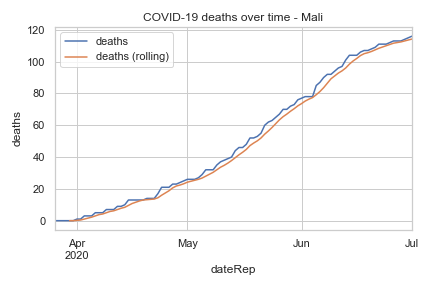 COVID-19 deaths over time - Mali
deaths
deaths (rolling)
deaths
120
100
80
60
40
20
0
Apr
2020
May
Jun
Jul
dateRep